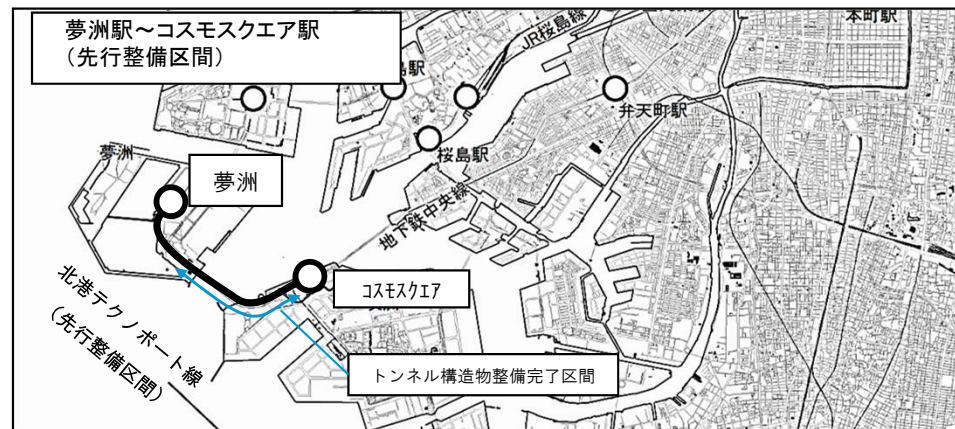 夢洲駅～コスモスクエア駅
（先行整備区間）
JR桜島線
本町駅
島駅
弁天町駅
桜島駅
夢洲
夢洲
地下鉄中央線
ｺｽﾓｽｸｴｱ
北港テクノポート線
（先行整備区間）
トンネル構造物整備完了区間